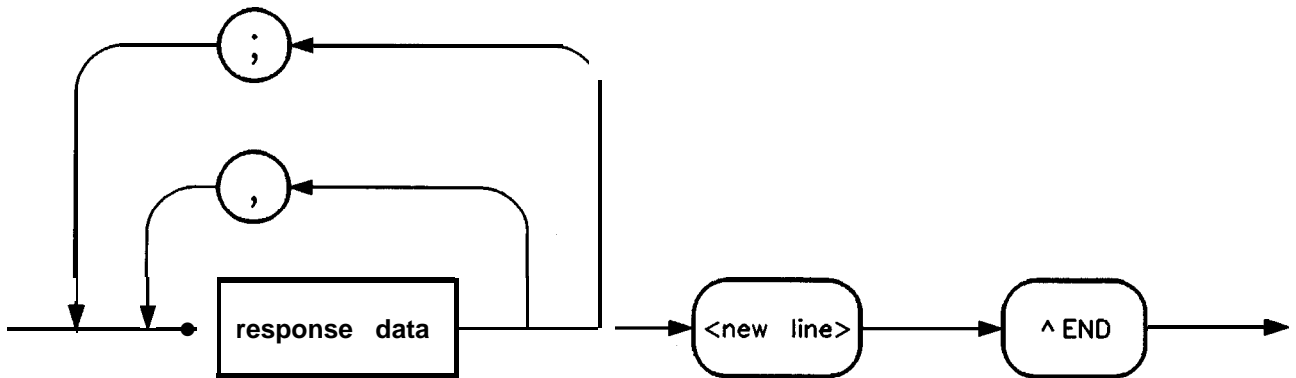 ;
,
response data
<new line>
^ END